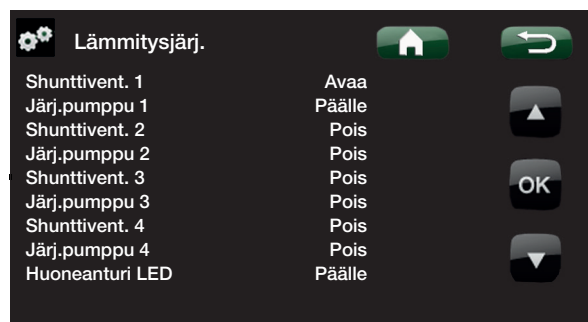 Lämmitysjärj.
Shunttivent. 1 Avaa
Järj.pumppu 1 Päälle
Shunttivent. 2 Pois
Järj.pumppu 2 Pois
Shunttivent. 3 Pois
Järj.pumppu 3 Pois
Shunttivent. 4 Pois
Järj.pumppu 4 Pois
Huoneanturi LED Päälle
OK